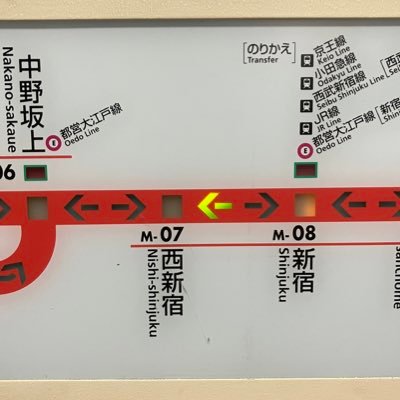 中野坂上
Nakano-sakaue
都営大江戸線
Oedo Line
[のりかえ]
Transfer
京王線
Keio Line
小田急線
Odakyu Line
西武新宿線
Seibu Shinjuku Line
JR線
JR Line
都営大江戸線
Oedo Line
[新宿
06
M-07
西新宿
Nishi-shinjuku
M-08
新宿
Shinjuku